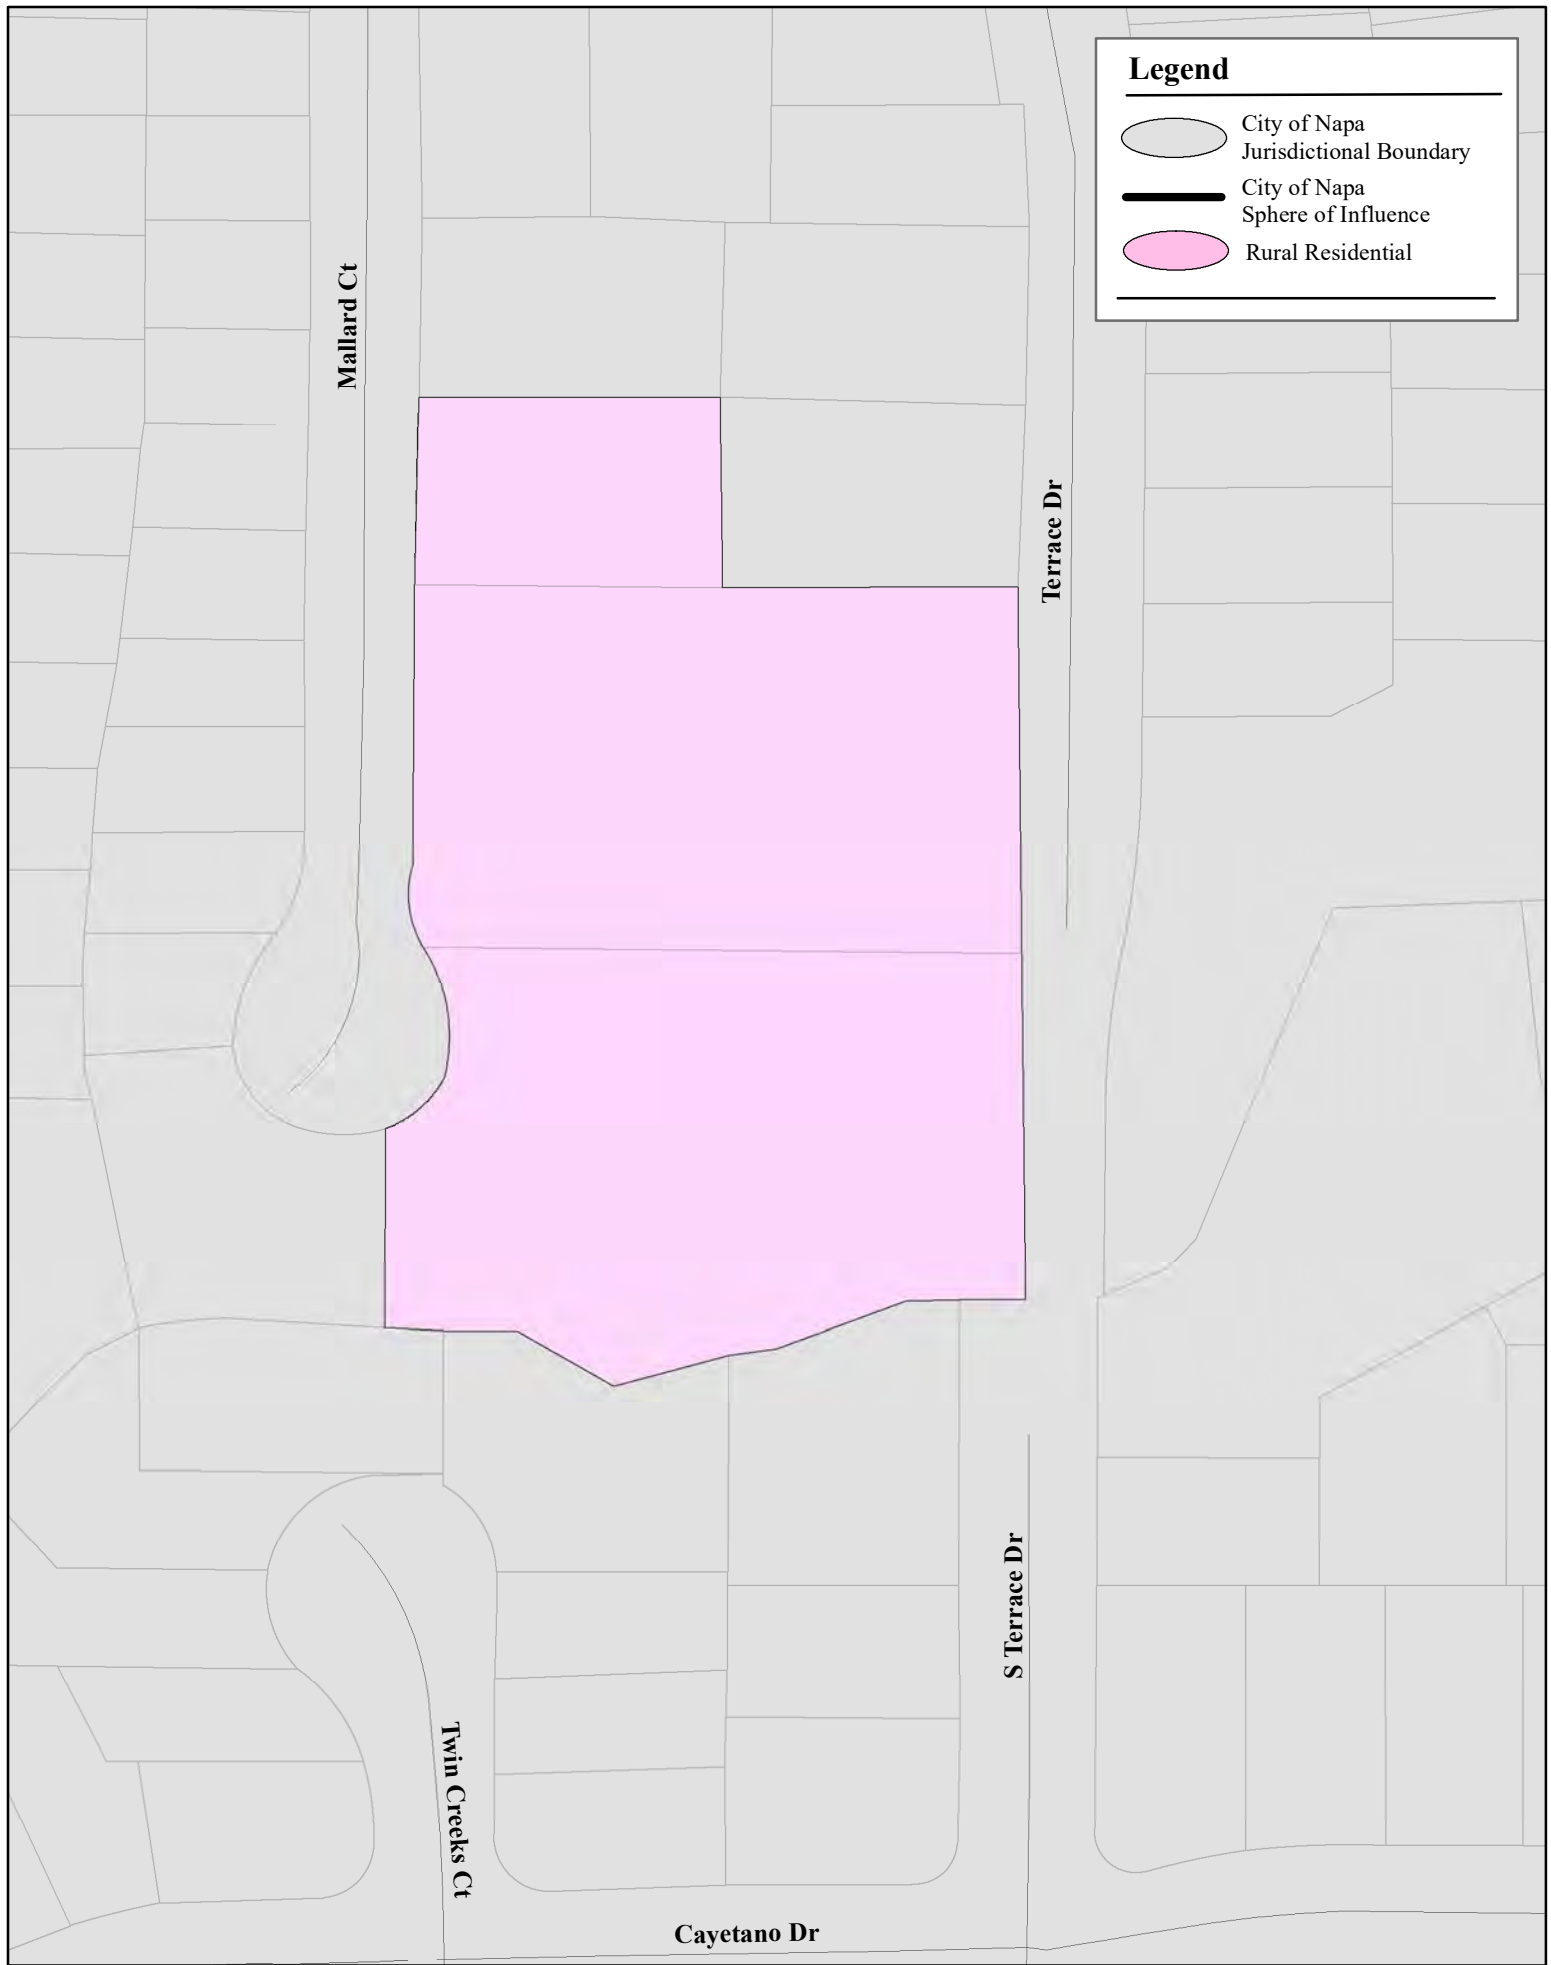 Legend
City of Napa
Jurisdictional Boundary
City of Napa
Sphere of Influence
Rural Residential
Mallard Ct
Terrace Dr
S Terrace Dr
Twin Creeks Ct
Cayetano Dr